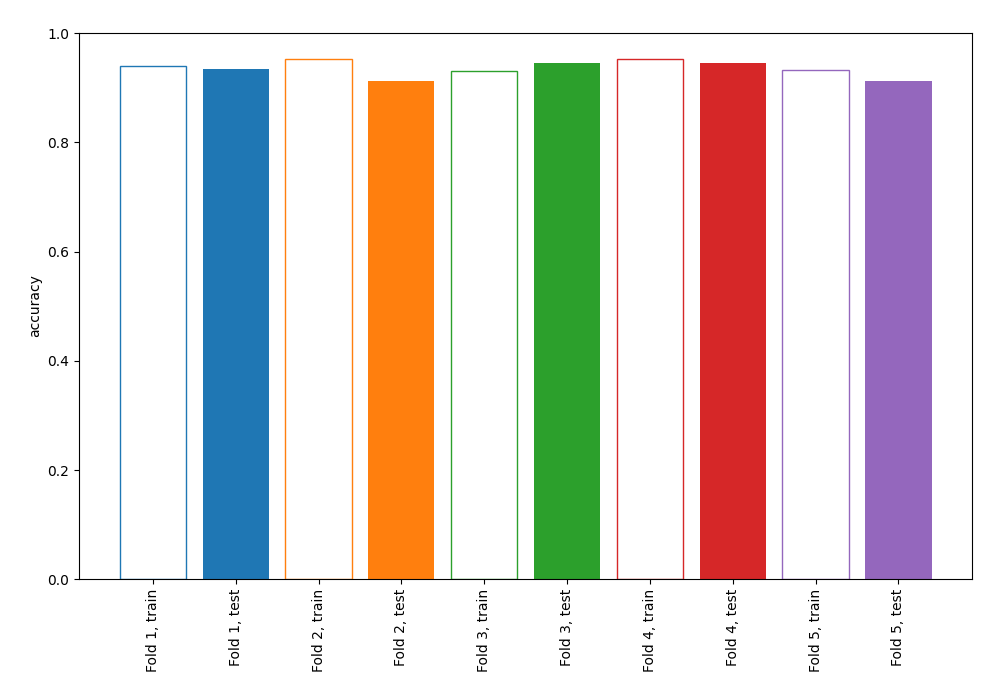 1.0
0.8
0.6
0.4
0.2
0.0
accuracy
Fold 1, train
Fold 1, test
Fold 2, train
Fold 2, test
Fold 3, train
Fold 3, test
Fold 4, train
Fold 4, test
Fold 5, train
Fold 5, test